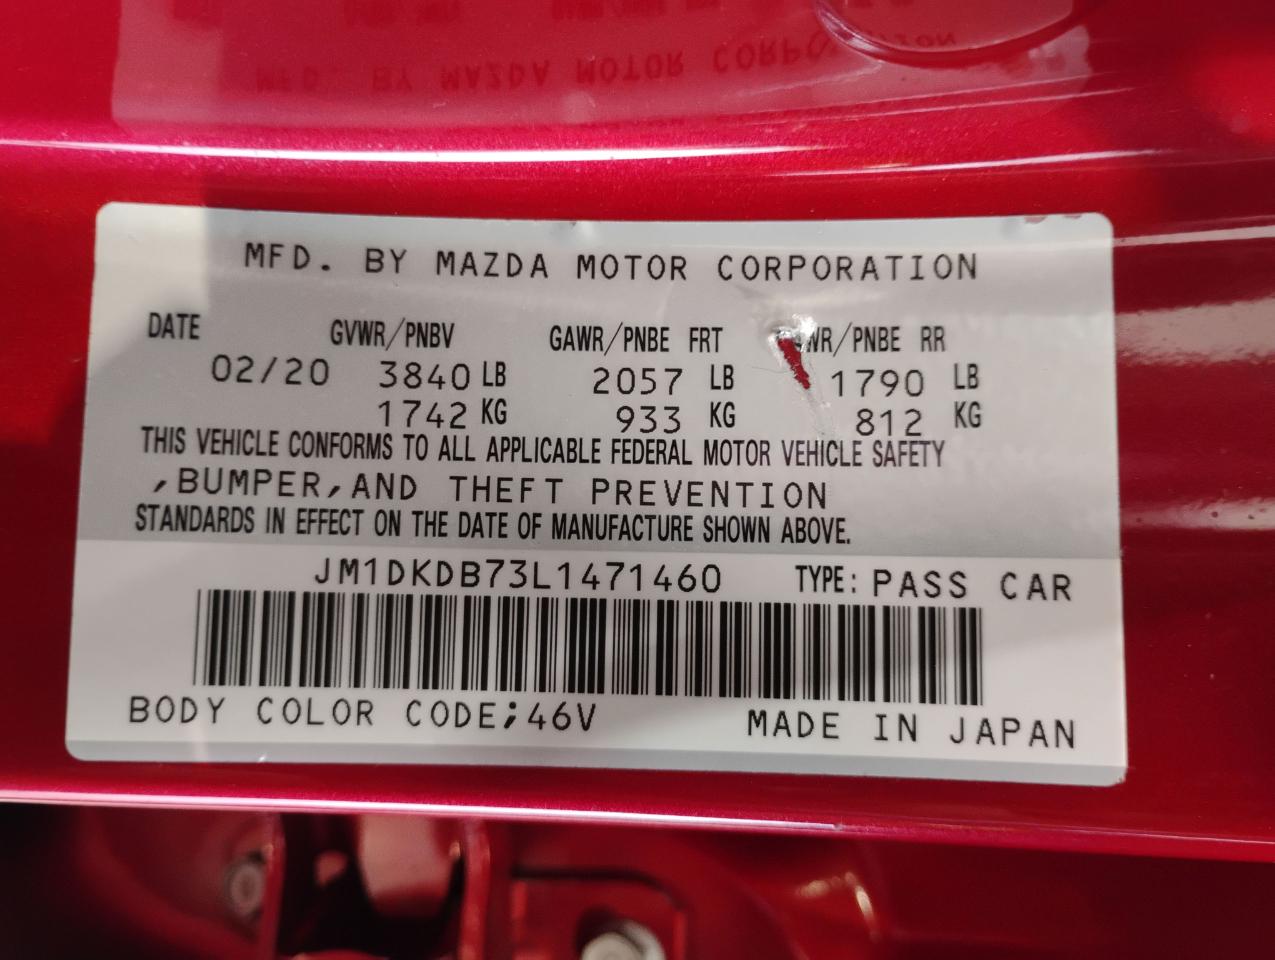 MFD. BY MAZDA MOTOR CORPORATION
DATE GVWR/PNBV GAWR/PNBE FRT WR/PNBE RR
02/20 3840 LB 2057 LB 1790 LB
1742 KG 933 KG 812 KG
THIS VEHICLE CONFORMS TO ALL APPLICABLE FEDERAL MOTOR VEHICLE SAFETY
,BUMPER,AND THEFT PREVENTION
STANDARDS IN EFFECT ON THE DATE OF MANUFACTURE SHOWN ABOVE.
JM1DKDB73L1471460 TYPE: PASS CAR
BODY COLOR CODE;46V MADE IN JAPAN